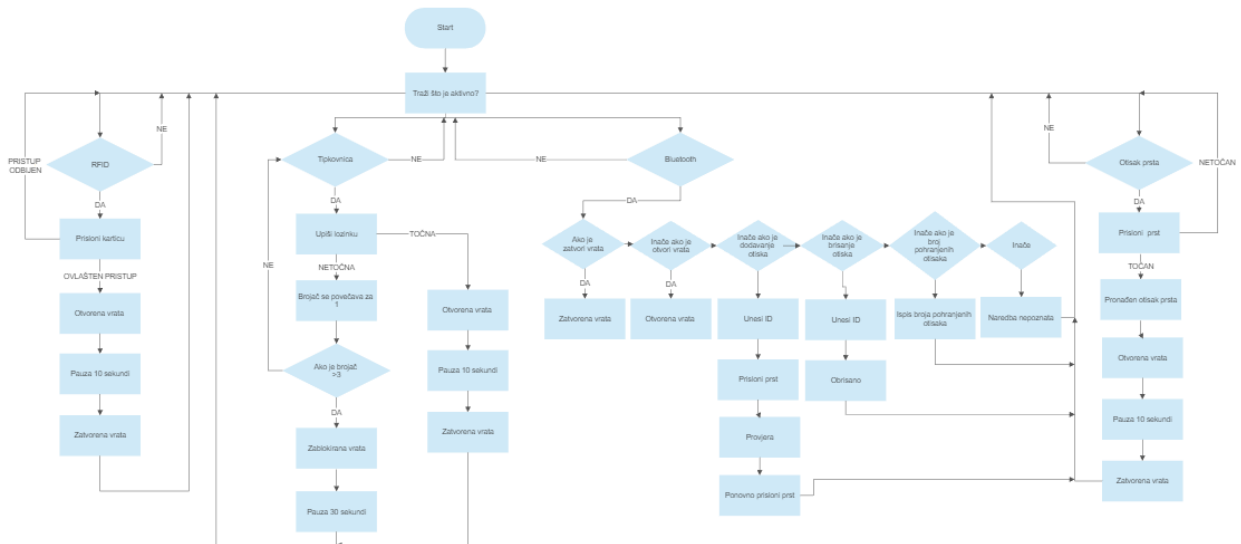 Start
Traži što je aktivno?
NE
PRISTUP
ODBIJEN
RFID
DA
Prisloni karticu
OVLAŠTEN PRISTUP
Otvorena vrata
Pauza 10 sekundi
Zatvorena vrata
Tipkovnica
NE
DA
Upiši lozinku
TOČNA
NETOČNA
NE
Brojač se povečava za
1
Ako je brojač
>3
DA
Zablokirana vrata
Pauza 30 sekundi
Otvorena vrata
Pauza 10 sekundi
Zatvorena vrata
NE
Bluetooth
DA
Ako je
zatvori vrata
DA
Zatvorena vrata
Inače ako je
otvori vrata
DA
Otvorena vrata
Inače ako je
dodavanje
otiska
Unesi ID
Prisloni prst
Provjera
Ponovno prisloni prst
Inače ako je
brisanje
otiska
Unesi ID
Obrisano
Inače ako je
broj
pohranjenih
otisaka
Ispis broja pohranjenih
otisaka
Inače
Naredba nepoznata
NE
Otisak prsta
NETOČAN
DA
Prisloni prst
TOČAN
Pronađen otisak prsta
Otvorena vrata
Pauza 10 sekundi
Zatvorena vrata